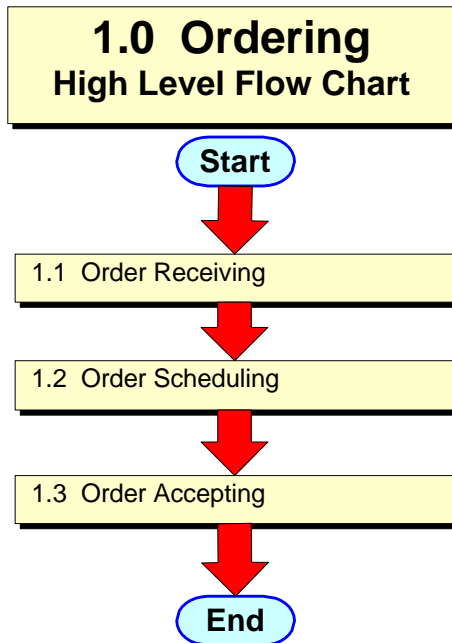 1.0 Ordering
High Level Flow Chart
Start
1.1 Order Receiving
1.2 Order Scheduling
1.3 Order Accepting
End